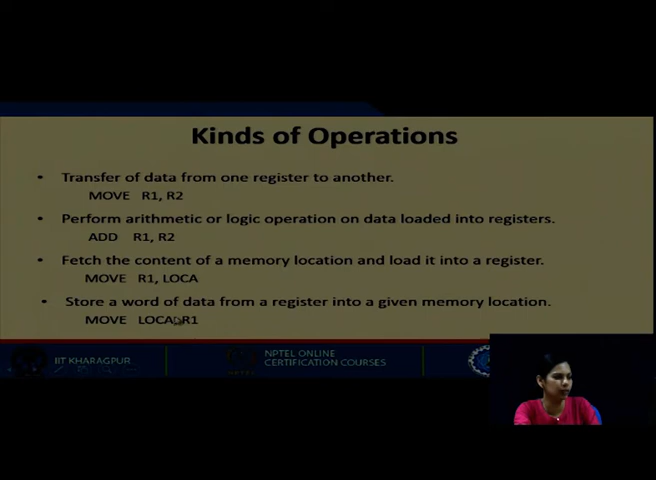 Kinds of Operations
• Transfer of data from one register to another.
MOVE R1, R2
• Perform arithmetic or logic operation on data loaded into registers.
ADD R1, R2
• Fetch the content of a memory location and load it into a register.
MOVE R1, LOCA
• Store a word of data from a register into a given memory location.
MOVE LOCA, R1
IIT KHARAGPUR
NPTEL ONLINE
CERTIFICATION COURSES